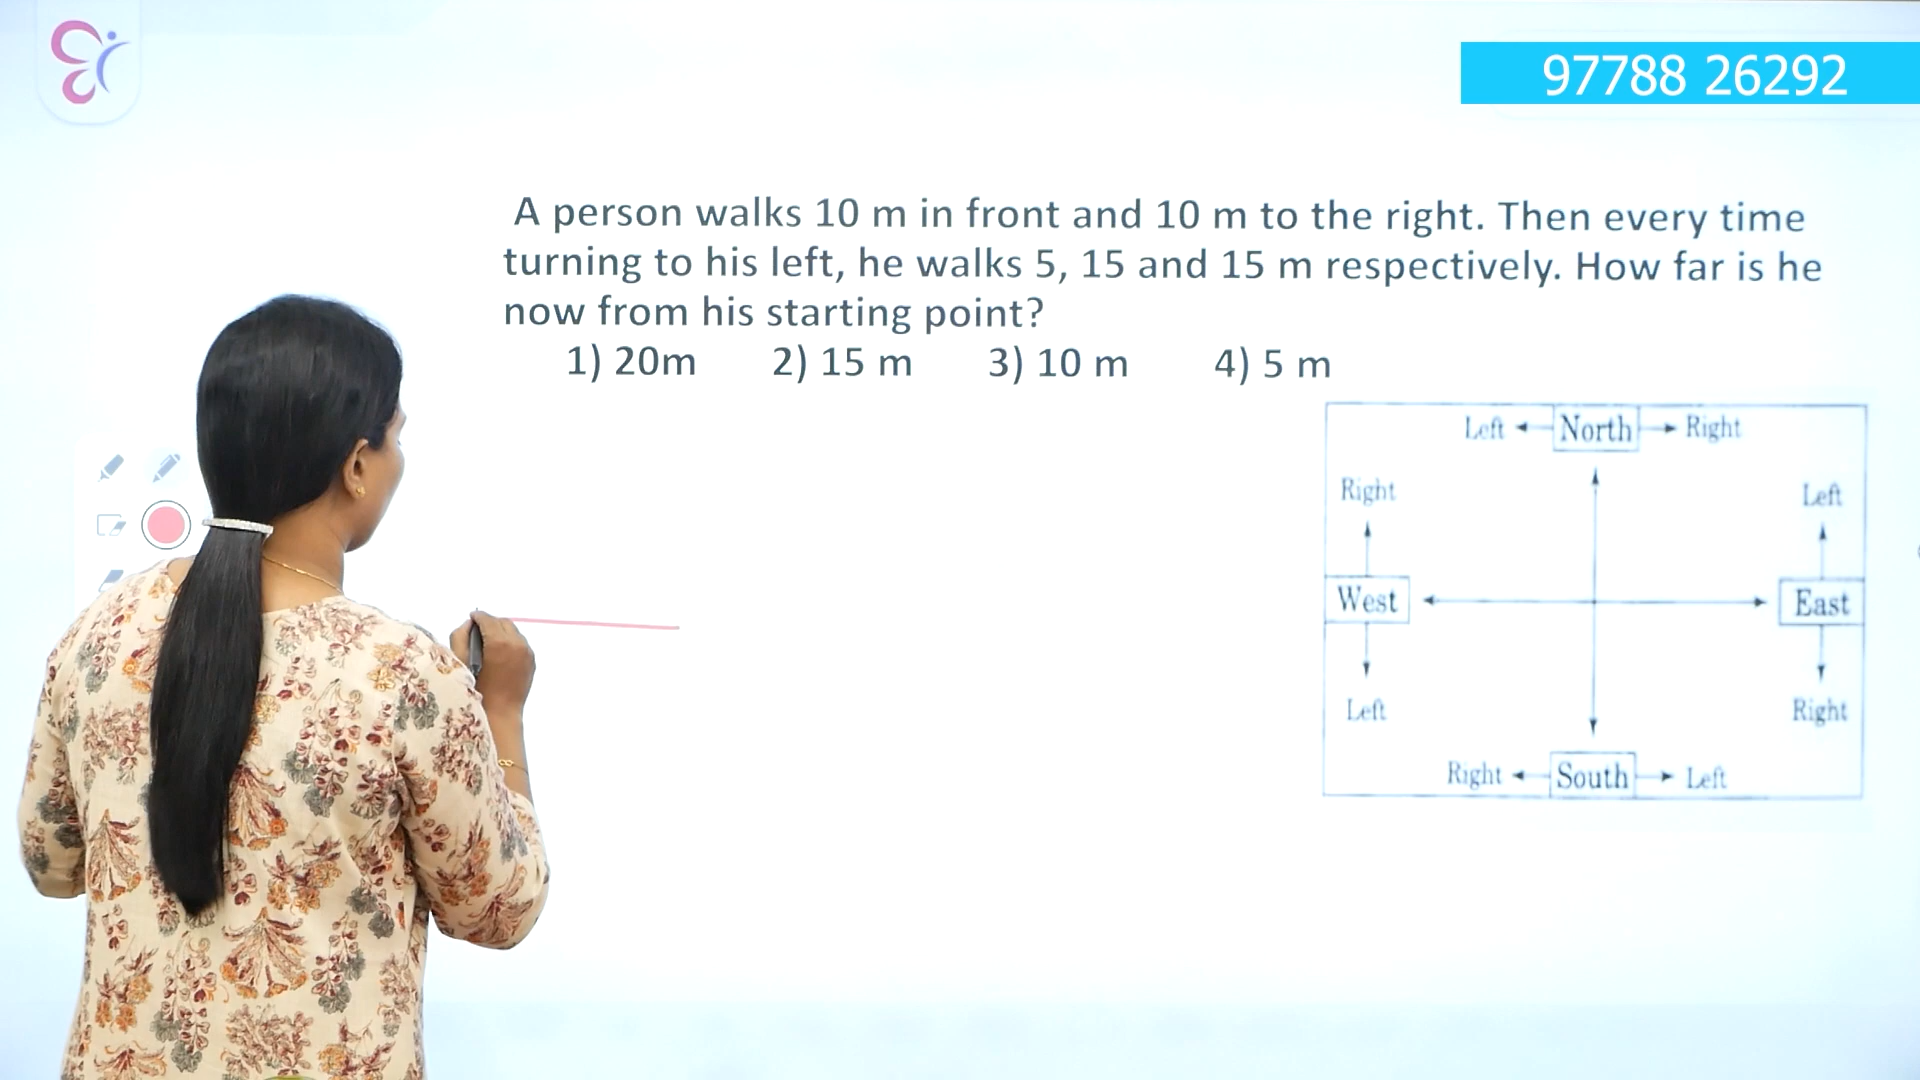 97788 26292
A person walks 10 m in front and 10 m to the right. Then every time
turning to his left, he walks 5, 15 and 15 m respectively. How far is he
now from his starting point?
1) 20m 2) 15 m 3) 10 m 4) 5 m
Left North Right
Right Left
West East
Left Right
Right South Left